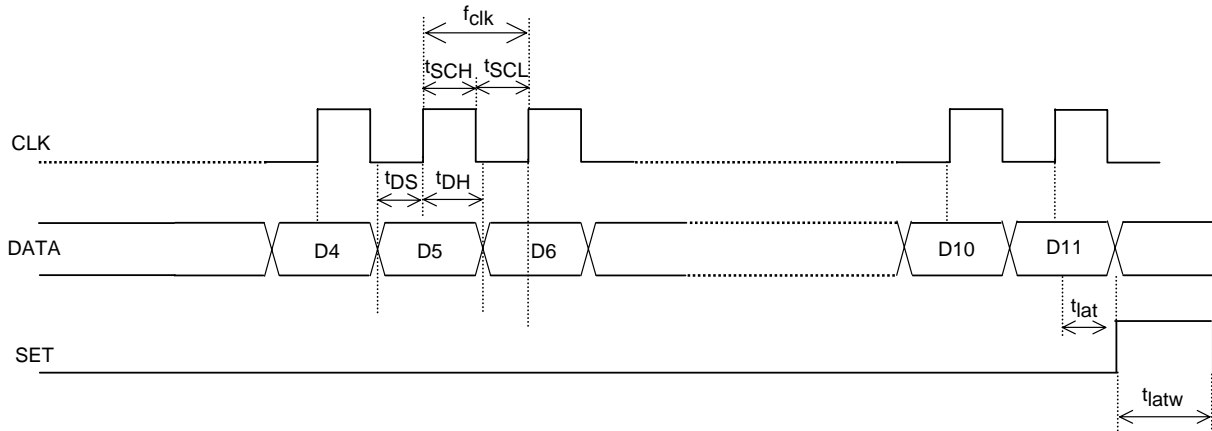 fclk
tSCH tSCL
CLK
tDS tDH
DATA D4 D5 D6 D10 D11
tlat
SET
tlatw